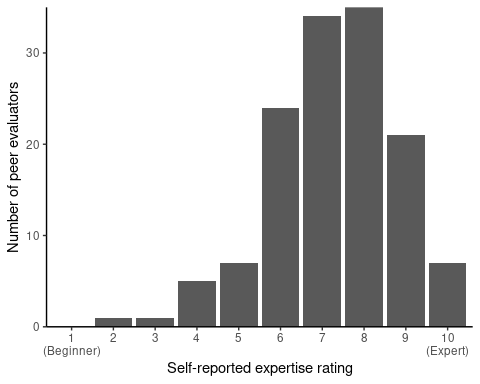 Number of peer evaluators
30
20
10
0
1 2 3 4 5 6 7 8 9 10
(Beginner) (Expert)
Self-reported expertise rating